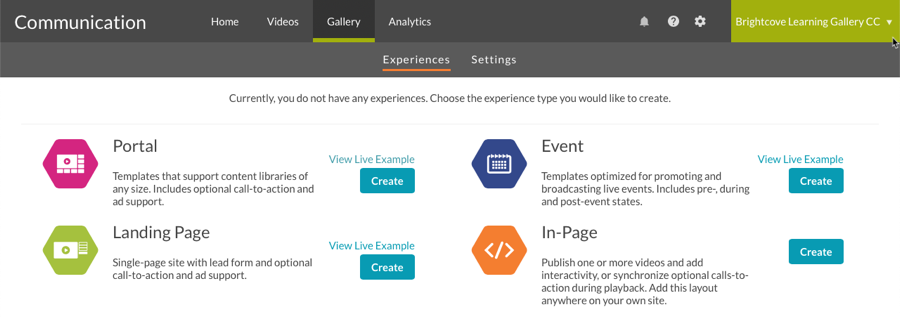 Communication
Home Videos Gallery Analytics
Brightcove Learning Gallery CC
Experiences Settings
Currently, you do not have any experiences. Choose the experience type you would like to create.
Portal
View Live Example
Templates that support content libraries of
any size. Includes optional call-to-action and
ad support.
Create
Event
View Live Example
Templates optimized for promoting and
broadcasting live events. Includes pre-, during
and post-event states.
Create
Landing Page
View Live Example
Single-page site with lead form and optional
call-to-action and ad support.
Create
In-Page
Publish one or more videos and add
interactivity, or synchronize optional calls-to-
action during playback. Add this layout
anywhere on your own site.
Create